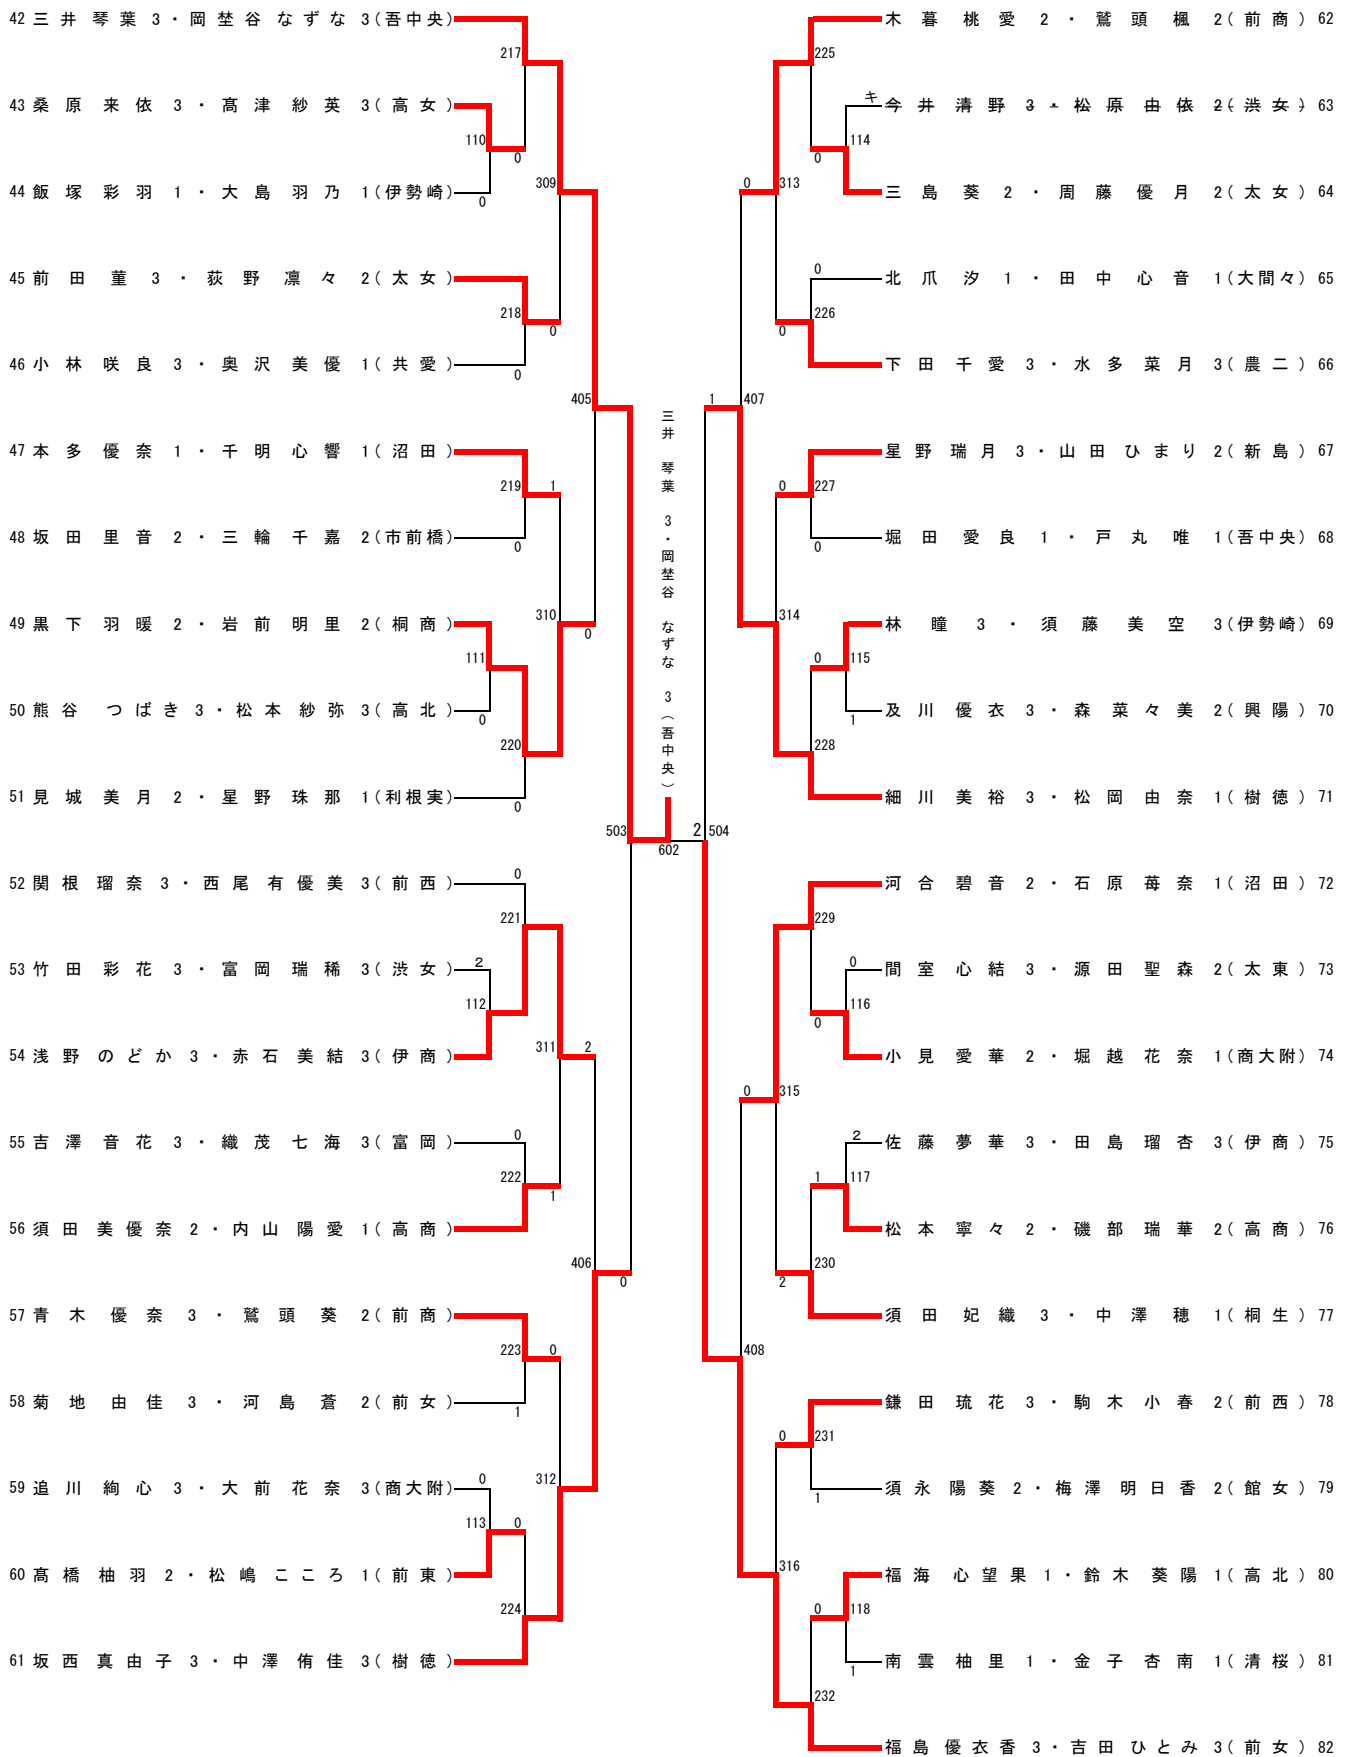 42 三井琴葉 3・岡埜谷なずな 3(吾中央)
217
43 桑原来依 3・髙津紗英 3(高女)
110
0
44 飯塚彩羽 1・大島羽乃 1(伊勢崎)
0
309
45 前田菫 3・荻野凛々 2(太女)
218
0
46 小林咲良 3・奥沢美優 1(共愛)
0
405
47 本多優奈 1・千明心響 1(沼田)
219
1
48 坂田里音 2・三輪千嘉 2(市前橋)
0
310
0
49 黒下羽暖 2・岩前明里 2(桐商)
111
50 熊谷つばき 3・松本紗弥 3(高北)
0
220
51 見城美月 2・星野珠那 1(利根実)
0
503
52 関根瑠奈 3・西尾有優美 3(前西)
0
221
53 竹田彩花 3・富岡瑞稀 3(渋女)
2
112
54 浅野のどか 3・赤石美結 3(伊商)
311
2
55 吉澤音花 3・織茂七海 3(富岡)
0
222
1
56 須田美優奈 2・内山陽愛 1(高商)
406
0
57 青木優奈 3・鷲頭葵 2(前商)
223
0
58 菊地由佳 3・河島蒼 2(前女)
1
312
59 追川絢心 3・大前花奈 3(商大附)
0
113
0
60 髙橋柚羽 2・松嶋こころ 1(前東)
224
61 坂西真由子 3・中澤侑佳 3(樹徳)
三井 琴葉 3・岡埜谷 なずな 3(吾中央)
602
2
木暮桃愛 2・鷲頭楓 2(前商) 62
225
キ
今井清野 3・松原由依 2(渋女) 63
114
0
三島葵 2・周藤優月 2(太女) 64
0
313
北爪汐 1・田中心音 1(大間々) 65
0
226
0
下田千愛 3・水多菜月 3(農二) 66
1
407
星野瑞月 3・山田ひまり 2(新島) 67
0
227
堀田愛良 1・戸丸唯 1(吾中央) 68
0
314
林瞳 3・須藤美空 3(伊勢崎) 69
0
115
及川優衣 3・森菜々美 2(興陽) 70
1
228
細川美裕 3・松岡由奈 1(樹徳) 71
504
河合碧音 2・石原苺奈 1(沼田) 72
229
間室心結 3・源田聖森 2(太東) 73
0
116
0
小見愛華 2・堀越花奈 1(商大附) 74
0
315
佐藤夢華 3・田島瑠杏 3(伊商) 75
2
117
1
松本寧々 2・磯部瑞華 2(高商) 76
230
2
須田妃織 3・中澤穂 1(桐生) 77
408
鎌田琉花 3・駒木小春 2(前西) 78
0
231
須永陽葵 2・梅澤明日香 2(館女) 79
1
316
福海心望果 1・鈴木葵陽 1(高北) 80
0
118
南雲柚里 1・金子杏南 1(清桜) 81
1
232
福島優衣香 3・吉田ひとみ 3(前女) 82